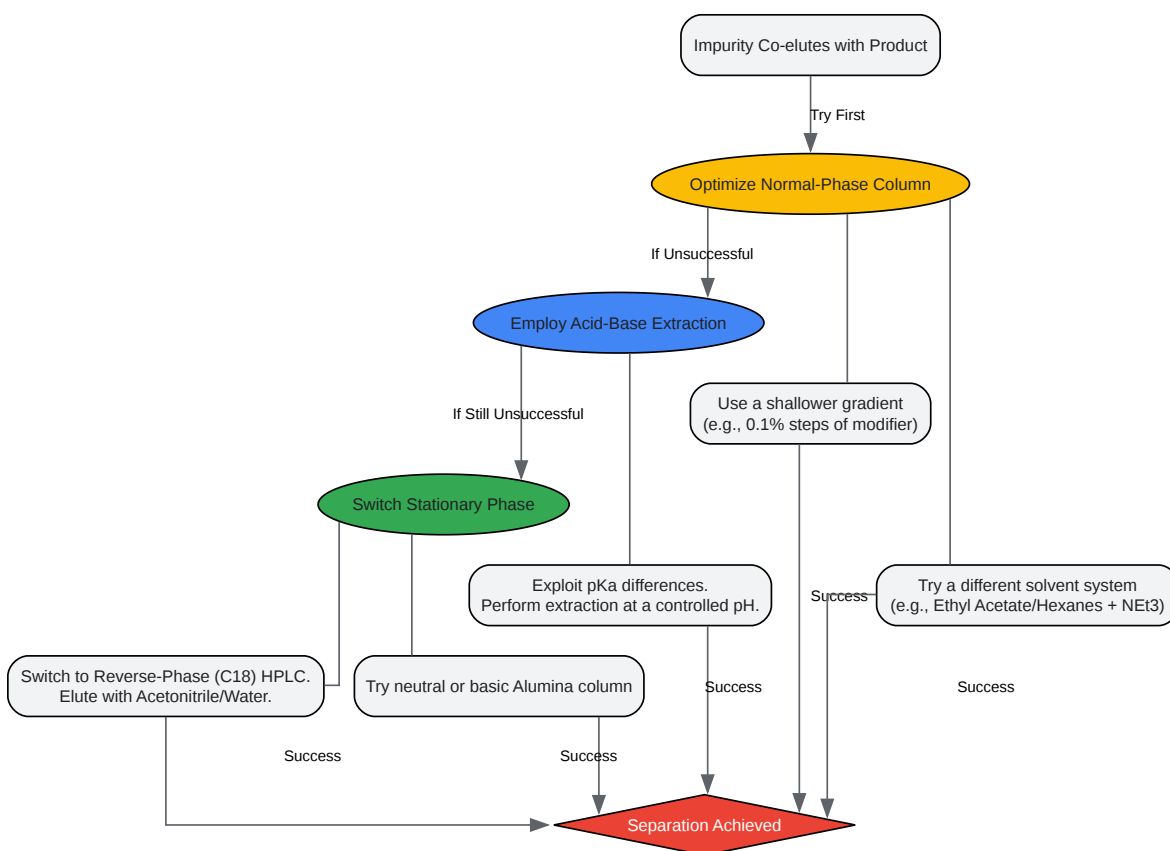 Impurity Co-elutes with Product
Try First
Optimize Normal-Phase Column
If Unsuccessful
Employ Acid-Base Extraction
Use a shallower gradient
(e.g., 0.1% steps of modifier)
If Still Unsuccessful
Switch Stationary Phase
Exploit pKa differences.
Perform extraction at a controlled pH.
Success
Try a different solvent system
(e.g., Ethyl Acetate/Hexanes + NEt3)
Switch to Reverse-Phase (C18) HPLC.
Elute with Acetonitrile/Water.
Try neutral or basic Alumina column
Success
Success
Success
Success
Separation Achieved